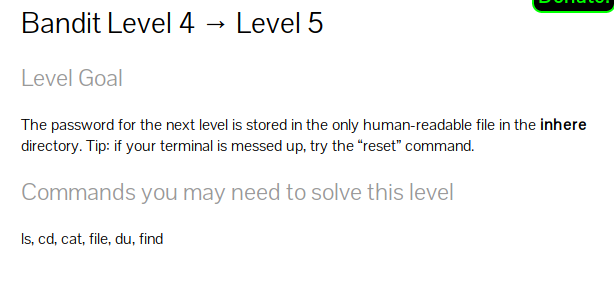 Donate!
Bandit Level 4 → Level 5
Level Goal
The password for the next level is stored in the only human-readable file in the inhere
directory. Tip: if your terminal is messed up, try the “reset” command.
Commands you may need to solve this level
ls, cd, cat, file, du, find